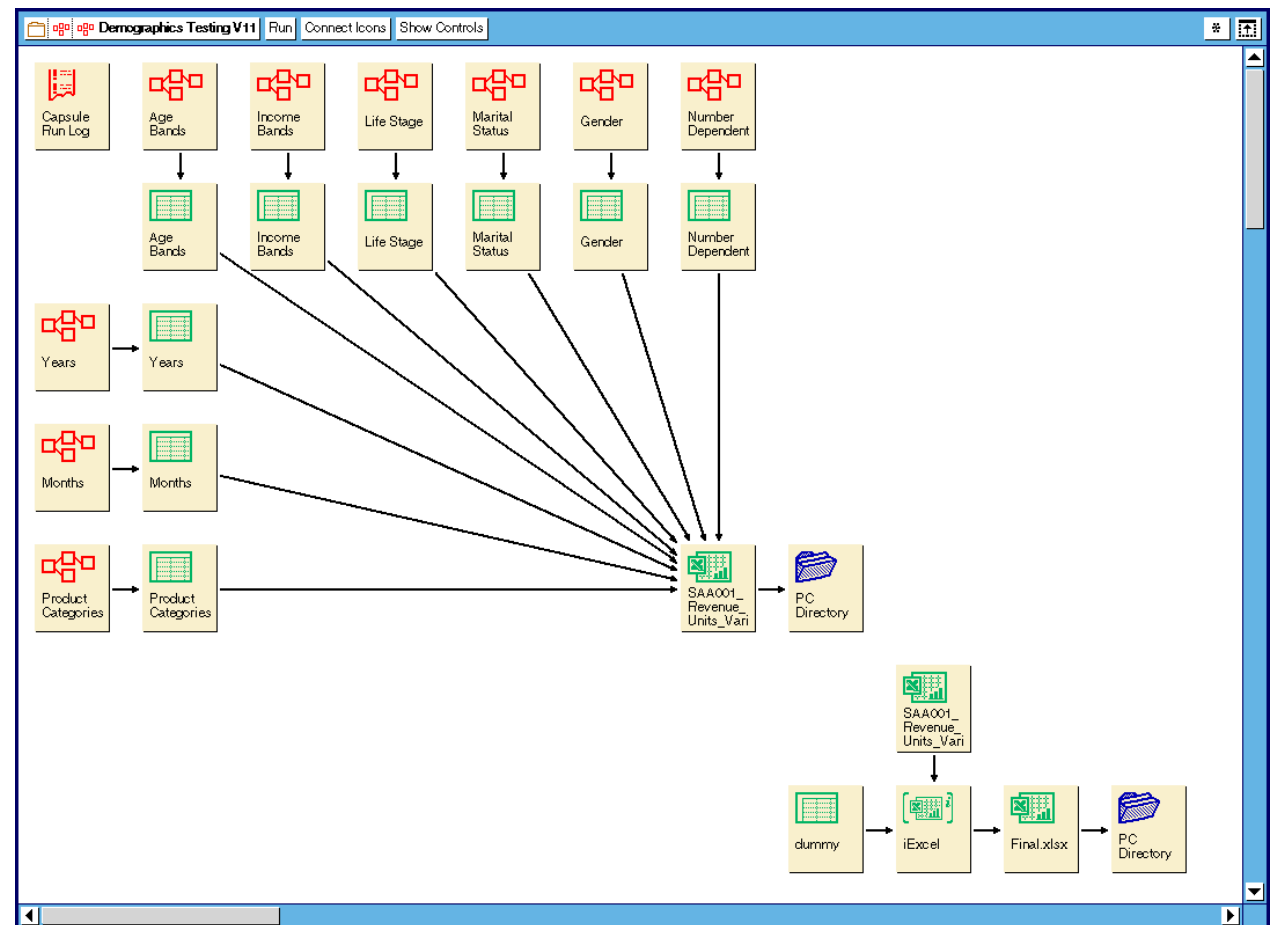 Demographics Testing V11 Run Connect Icons Show Controls *
Capsule
Run Log
Age
Bands
Income
Bands
Life Stage
Marital
Status
Gender
Number
Dependent
Age
Bands
Income
Bands
Life Stage
Marital
Status
Gender
Number
Dependent
Years
Years
Months
Months
Product
Categories
Product
Categories
SAA001_
Revenue_
Units_Vari
PC
Directory
SAA001_
Revenue_
Units_Vari
dummy
iExcel
Final.xlsx
PC
Directory